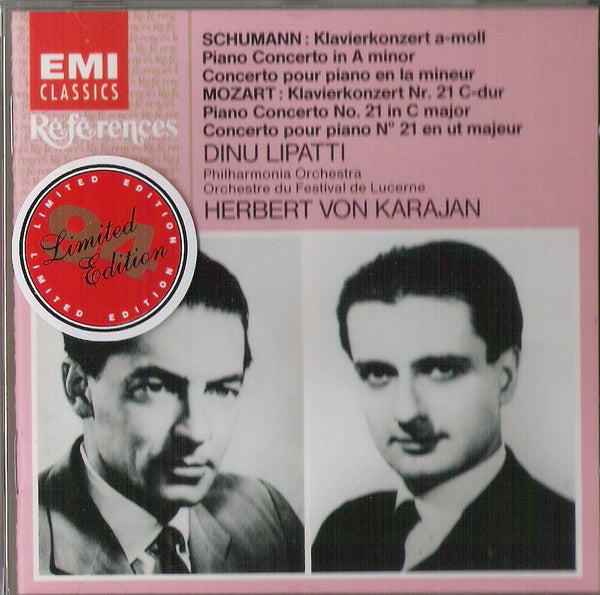 EMI
CLASSICS
Références
SCHUMANN : Klavierkonzert a-moll
Piano Concerto in A minor
Concerto pour piano en la mineur
MOZART : Klavierkonzert Nr. 21 C-dur
Piano Concerto No. 21 in C major
Concerto pour piano N° 21 en ut majeur
DINU LIPATTI
Philharmonia Orchestra
Orchestre du Festival de Lucerne
HERBERT VON KARAJAN
LIMITED EDITION
94
Limited
Edition
LIMITED EDITION